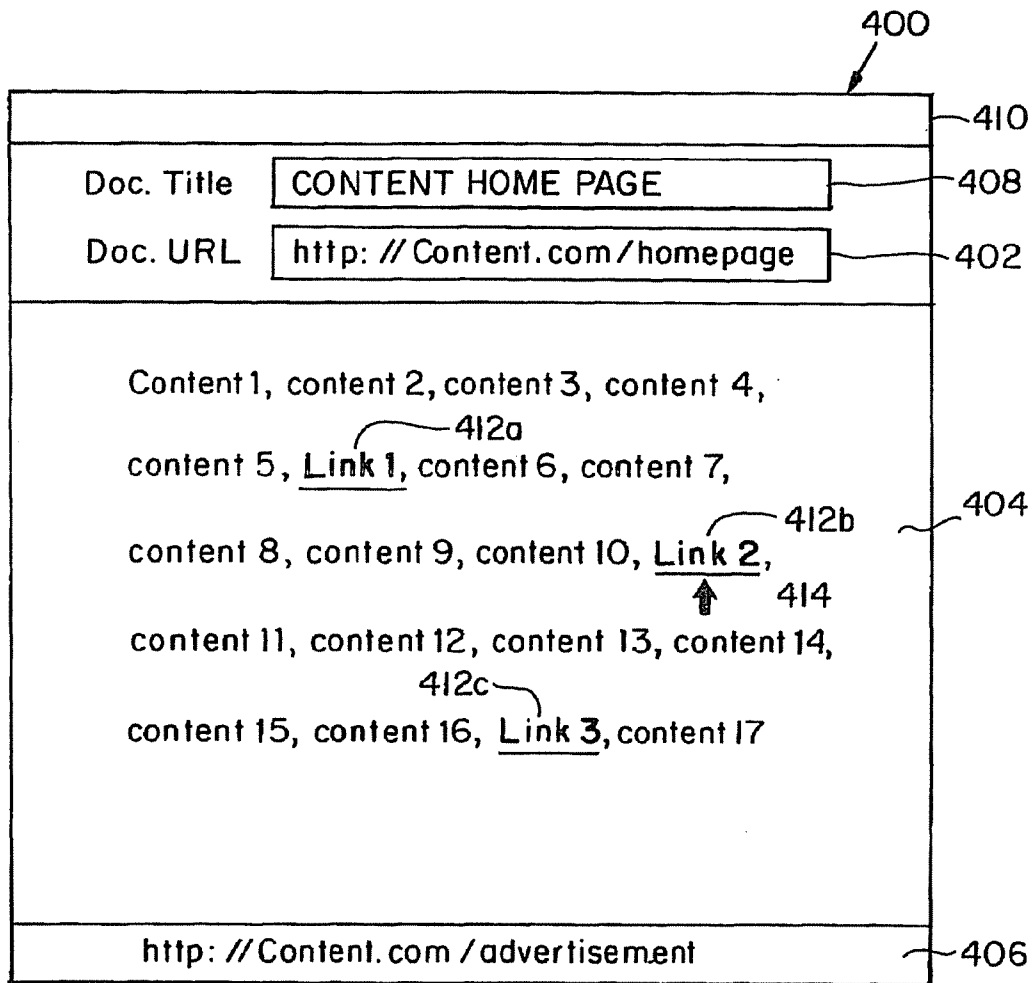 400
410
Doc. Title CONTENT HOME PAGE 408
Doc. URL http://Content.com/homepage 402
Content 1, content 2, content 3, content 4,
412a
content 5, Link 1, content 6, content 7,
404
412b
content 8, content 9, content 10, Link 2,
414
content 11, content 12, content 13, content 14,
412c
content 15, content 16, Link 3, content 17
http://Content.com/advertisement 406